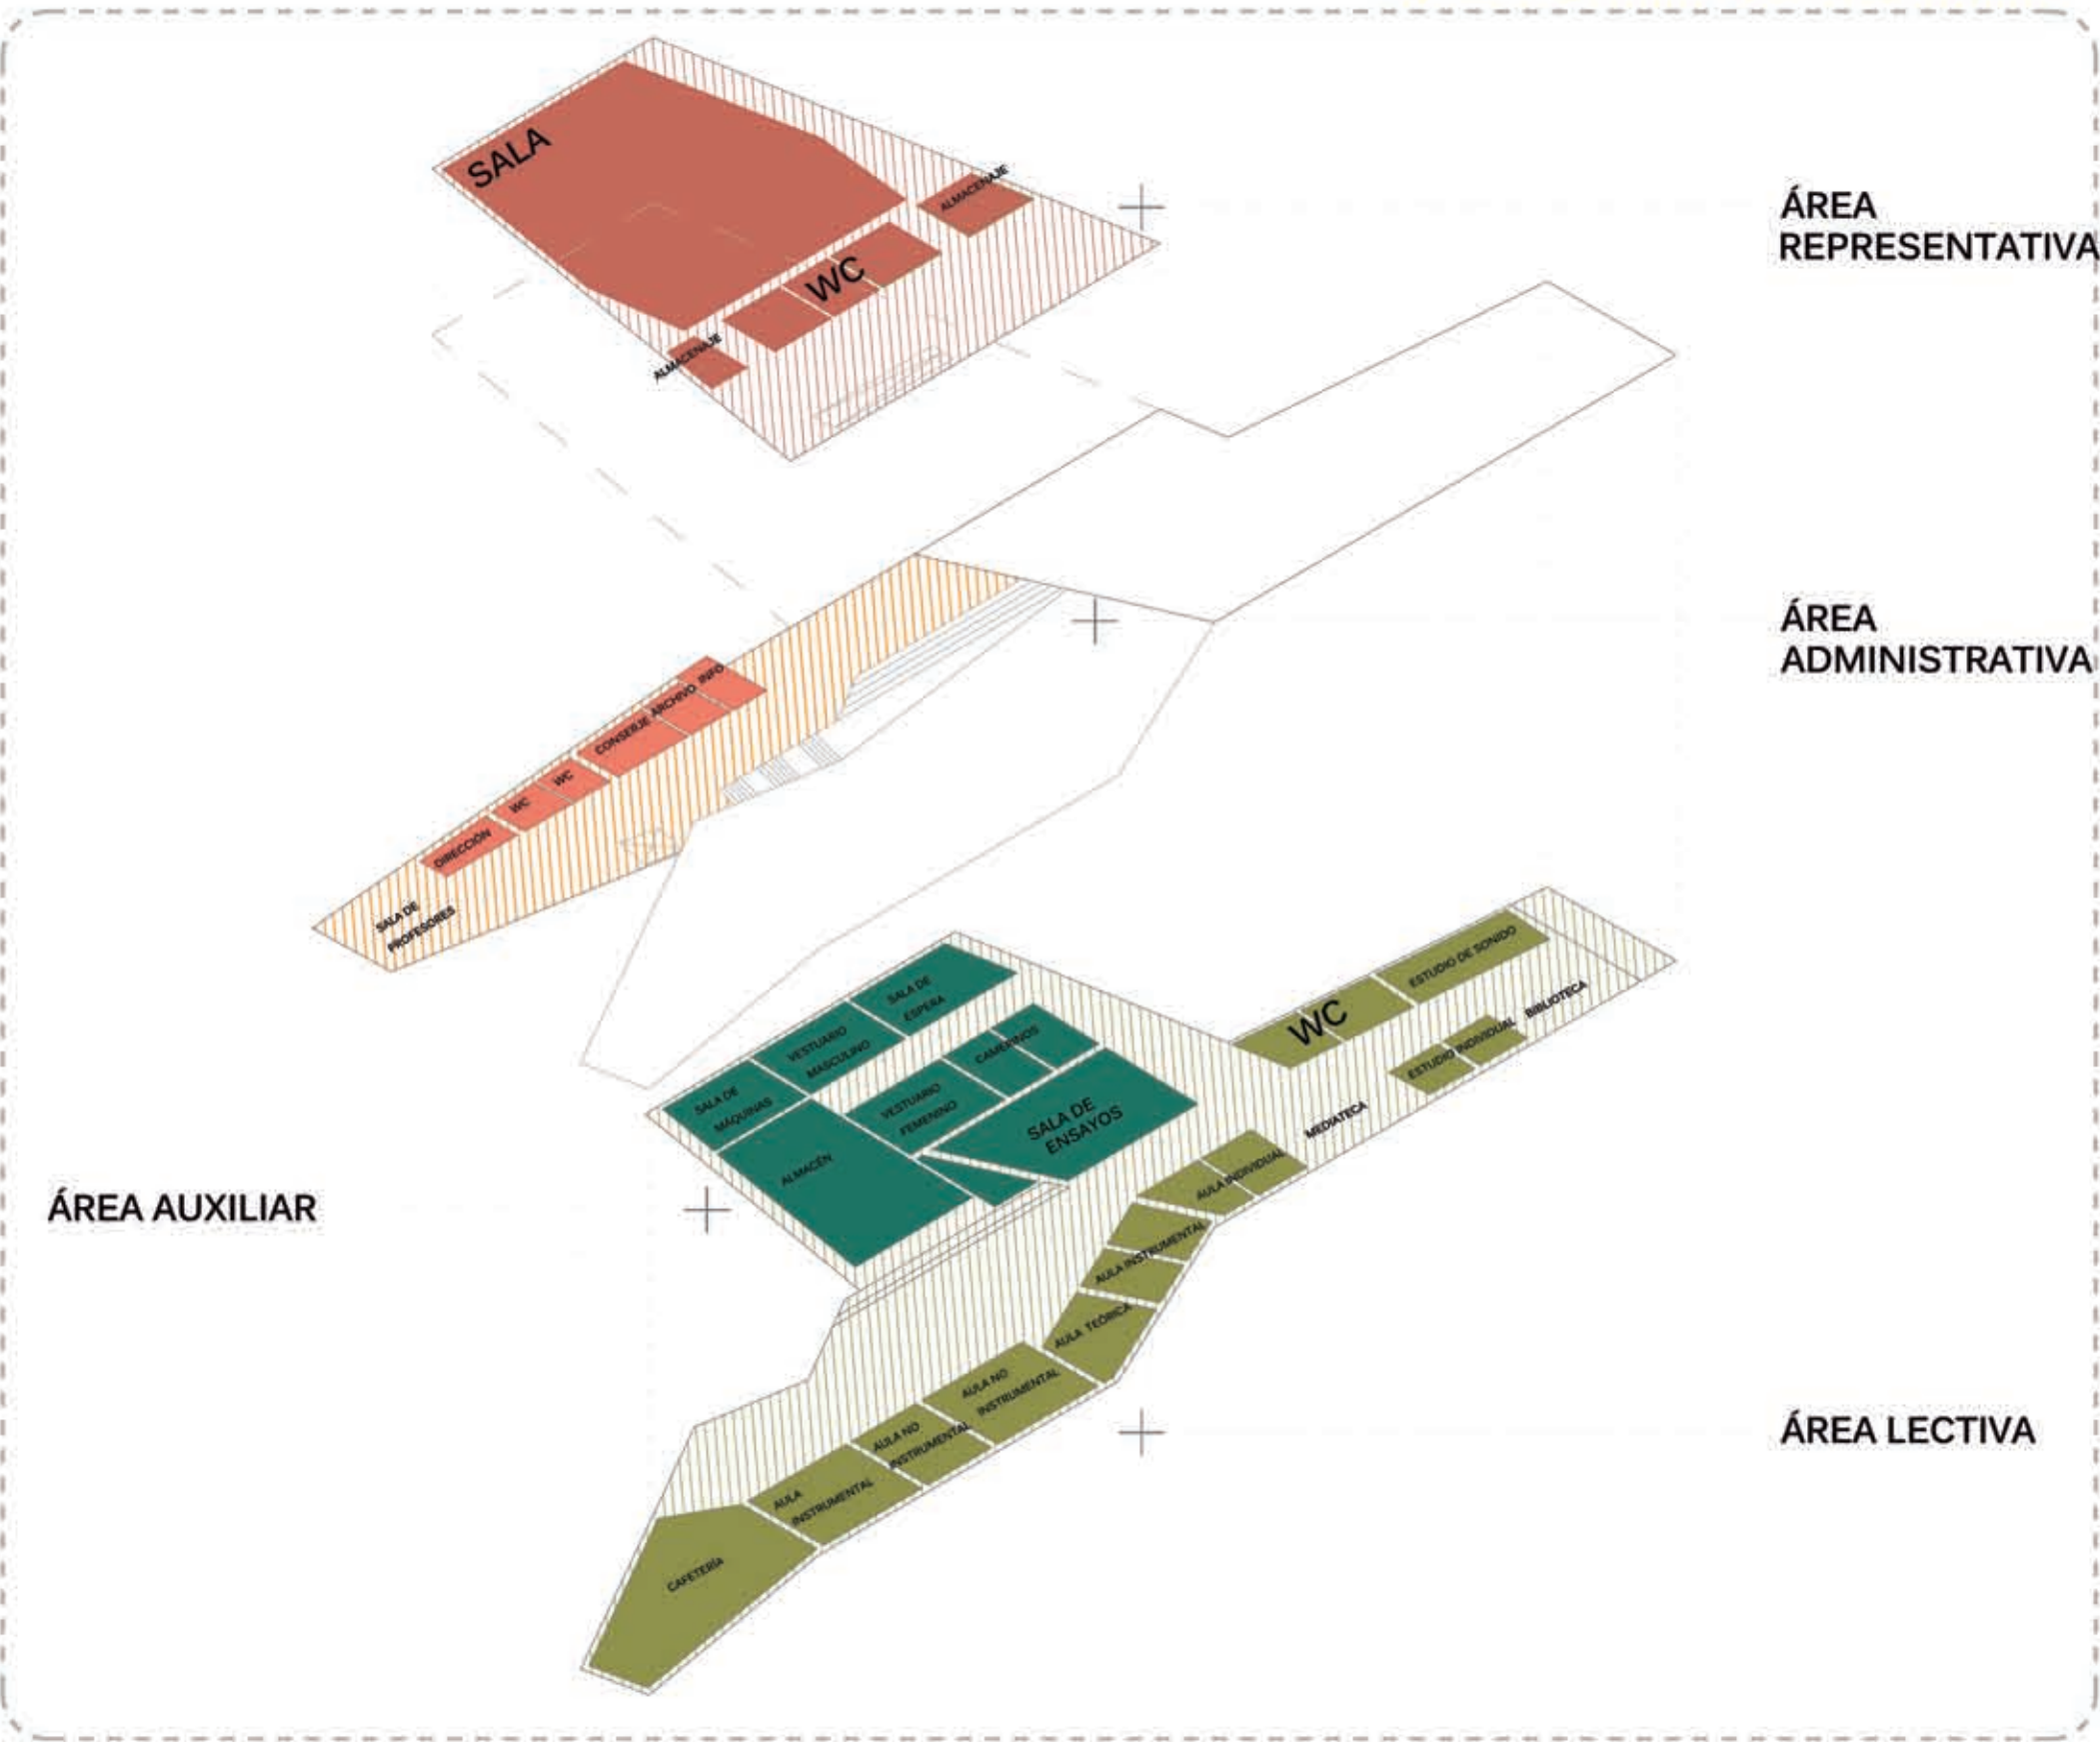 SALA
ALMACENAJE
WC
ALMACENAJE
ÁREA
REPRESENTATIVA
ÁREA
ADMINISTRATIVA
INFO
ARCHIVO
CONSERJE
WC
WC
DIRECCIÓN
SALA DE
PROFESORES
SALA DE
ESPERA
VESTUARIO
MASCULINO
SALA DE
MÁQUINAS
CAMERINOS
VESTUARIO
FEMENINO
SALA DE
ENSAYOS
ALMACÉN
ÁREA AUXILIAR
ESTUDIO DE SONIDO
WC
BIBLIOTECA
ESTUDIO INDIVIDUAL
MEDIATECA
AULA INDIVIDUAL
AULA INSTRUMENTAL
AULA TEÓRICA
AULA NO
INSTRUMENTAL
AULA NO
INSTRUMENTAL
AULA
INSTRUMENTAL
CAFETERÍA
ÁREA LECTIVA